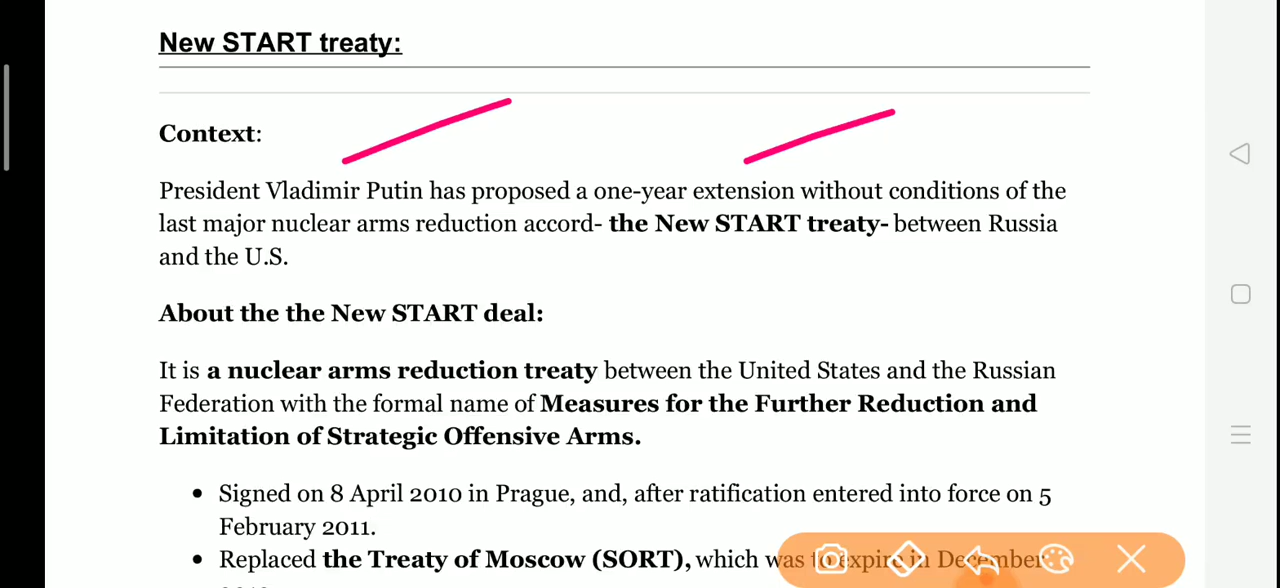 New START treaty:
Context:
President Vladimir Putin has proposed a one-year extension without conditions of the
last major nuclear arms reduction accord- the New START treaty- between Russia
and the U.S.
About the the New START deal:
It is a nuclear arms reduction treaty between the United States and the Russian
Federation with the formal name of Measures for the Further Reduction and
Limitation of Strategic Offensive Arms.
• Signed on 8 April 2010 in Prague, and, after ratification entered into force on 5
February 2011.
• Replaced the Treaty of Moscow (SORT), which was to expire in December